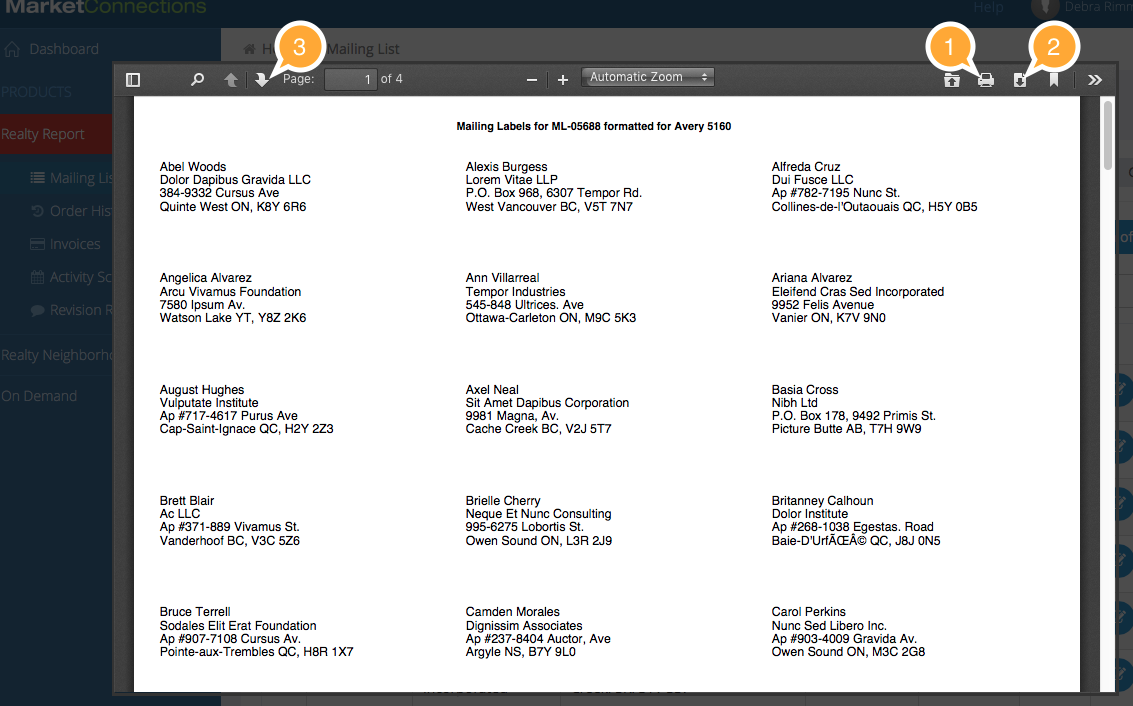 MarketConnections
Help
Debra Rimm
Dashboard
Mailing List
PRODUCTS
Realty Report
Mailing Lis
Order His
Invoices
Activity Sc
Revision R
Realty Neighborho
On Demand
3
1
2
Page: 1 of 4
Automatic Zoom
Mailing Labels for ML-05688 formatted for Avery 5160
Abel Woods
Dolor Dapibus Gravida LLC
384-9332 Cursus Ave
Quinte West ON, K8Y 6R6
Alexis Burgess
Lorem Vitae LLP
P.O. Box 968, 6307 Tempor Rd.
West Vancouver BC, V5T 7N7
Alfreda Cruz
Dui Fusce LLC
Ap #782-7195 Nunc St.
Collines-de-l'Outaouais QC, H5Y 0B5
Angelica Alvarez
Arcu Vivamus Foundation
7580 Ipsum Av.
Watson Lake YT, Y8Z 2K6
Ann Villarreal
Tempor Industries
545-848 Ultrices. Ave
Ottawa-Carleton ON, M9C 5K3
Ariana Alvarez
Eleifend Cras Sed Incorporated
9952 Felis Avenue
Vanier ON, K7V 9N0
August Hughes
Vulputate Institute
Ap #717-4617 Purus Ave
Cap-Saint-Ignace QC, H2Y 2Z3
Axel Neal
Sit Amet Dapibus Corporation
9981 Magna, Av.
Cache Creek BC, V2J 5T7
Basia Cross
Nibh Ltd
P.O. Box 178, 9492 Primis St.
Picture Butte AB, T7H 9W9
Brett Blair
Ac LLC
Ap #371-889 Vivamus St.
Vanderhoof BC, V3C 5Z6
Brielle Cherry
Neque Et Nunc Consulting
995-6275 Lobortis St.
Owen Sound ON, L3R 2J9
Britanney Calhoun
Dolor Institute
Ap #268-1038 Egestas. Road
Baie-D'UrfÃŒÂ© QC, J8J 0N5
Bruce Terrell
Sodales Elit Erat Foundation
Ap #907-7108 Cursus Av.
Pointe-aux-Trembles QC, H8R 1X7
Camden Morales
Dignissim Associates
Ap #237-8404 Auctor, Ave
Argyle NS, B7Y 9L0
Carol Perkins
Nunc Sed Libero Inc.
Ap #903-4009 Gravida Av.
Owen Sound ON, M3C 2G8
of